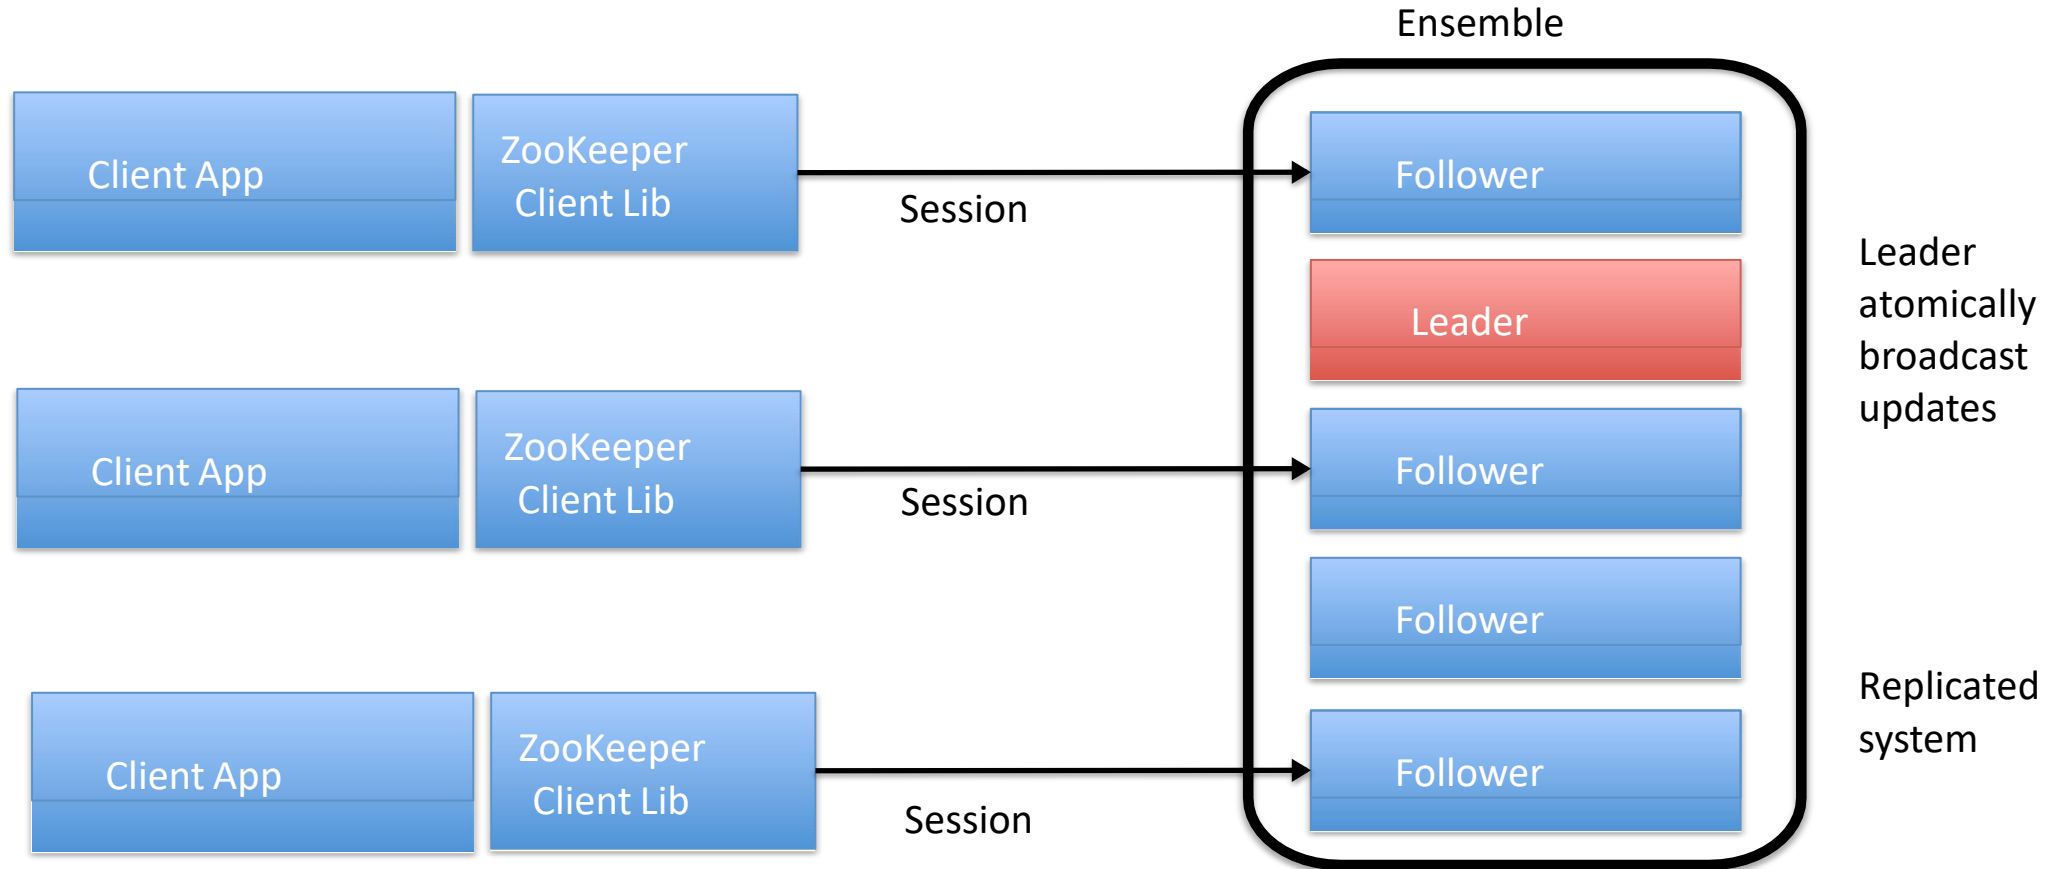 Ensemble
Client App
ZooKeeper
Client Lib
Session
Follower
Leader
Leader
atomically
broadcast
updates
Client App
ZooKeeper
Client Lib
Session
Follower
Follower
Replicated
system
Client App
ZooKeeper
Client Lib
Session
Follower